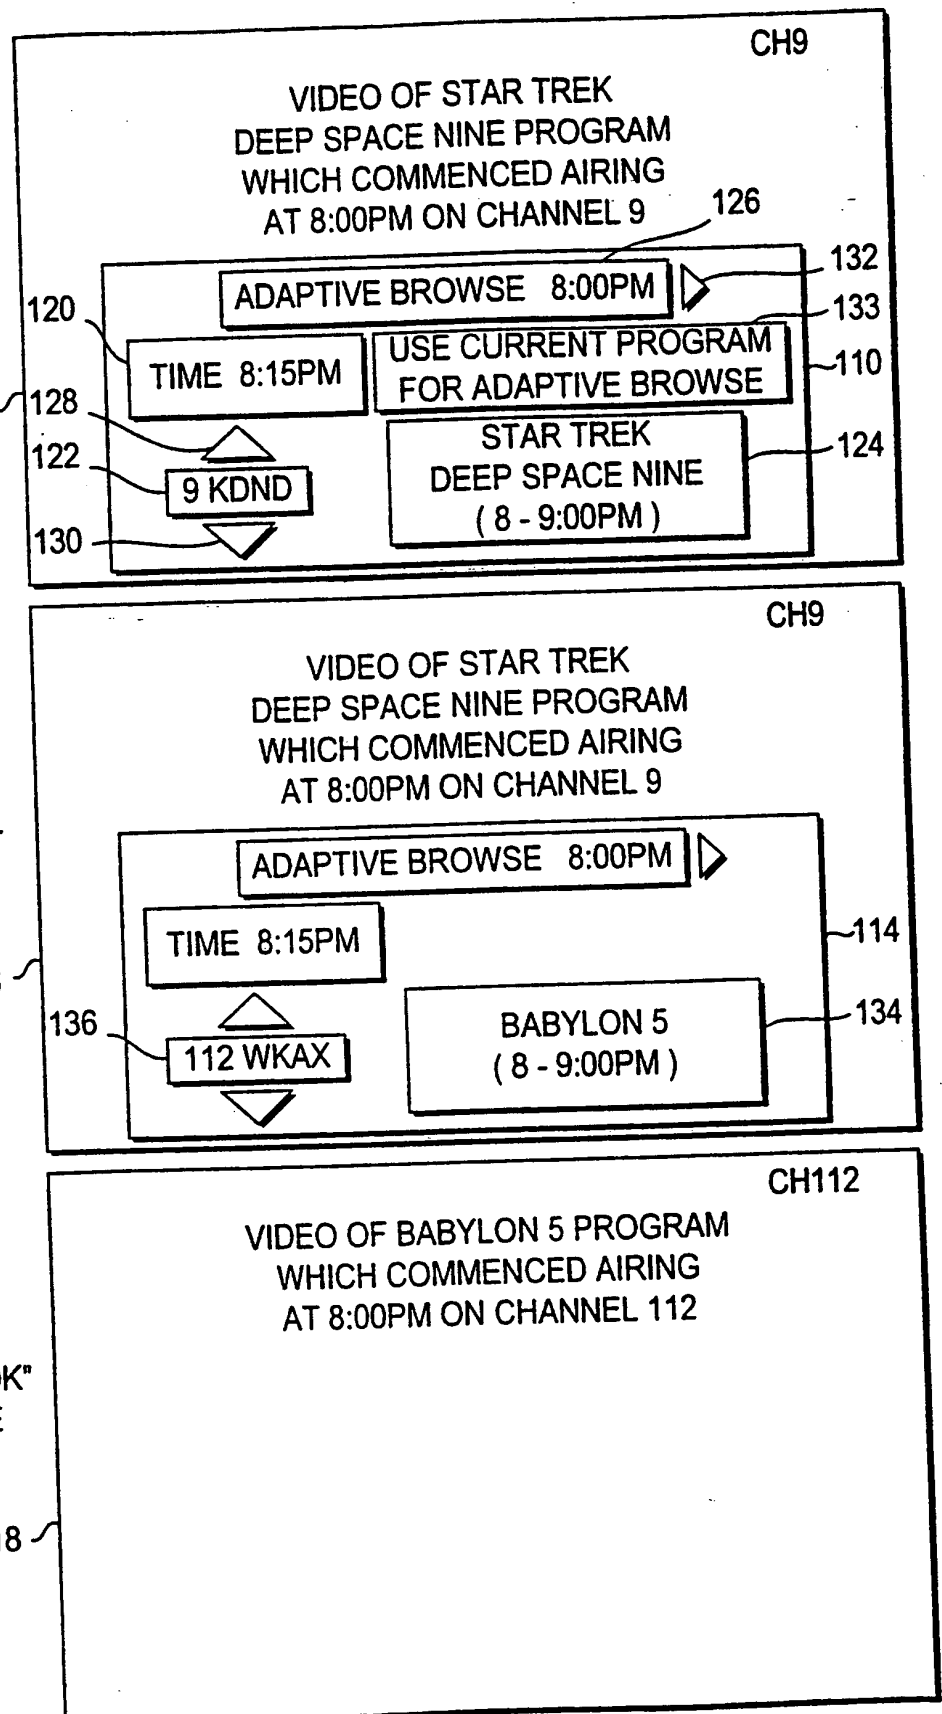 CH9
VIDEO OF STAR TREK
DEEP SPACE NINE PROGRAM
WHICH COMMENCED AIRING
AT 8:00PM ON CHANNEL 9
126
ADAPTIVE BROWSE 8:00PM
132
120
133
TIME 8:15PM
USE CURRENT PROGRAM
FOR ADAPTIVE BROWSE
110
128
STAR TREK
DEEP SPACE NINE
( 8 - 9:00PM )
124
122
9 KDND
130
CH9
VIDEO OF STAR TREK
DEEP SPACE NINE PROGRAM
WHICH COMMENCED AIRING
AT 8:00PM ON CHANNEL 9
ADAPTIVE BROWSE 8:00PM
TIME 8:15PM
114
136
112 WKAX
BABYLON 5
( 8 - 9:00PM )
134
CH112
VIDEO OF BABYLON 5 PROGRAM
WHICH COMMENCED AIRING
AT 8:00PM ON CHANNEL 112